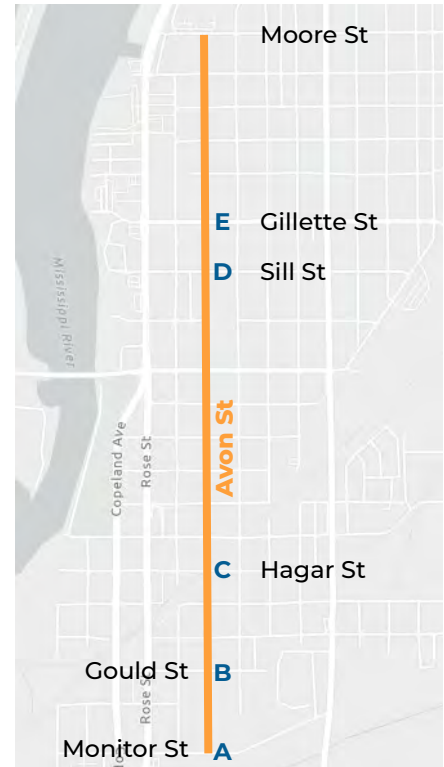 Moore St
E Gillette St
D Sill St
Mississippi River
Avon St
Copeland Ave
Rose St
C Hagar St
Gould St B
Rose St
Monitor St A